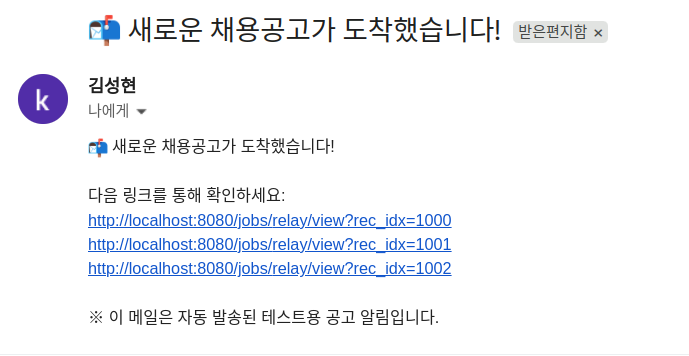 📬 새로운 채용공고가 도착했습니다! 받은편지함 ×
k
김성현
나에게
📬 새로운 채용공고가 도착했습니다!
다음 링크를 통해 확인하세요:
http://localhost:8080/jobs/relay/view?rec_idx=1000
http://localhost:8080/jobs/relay/view?rec_idx=1001
http://localhost:8080/jobs/relay/view?rec_idx=1002
※ 이 메일은 자동 발송된 테스트용 공고 알림입니다.